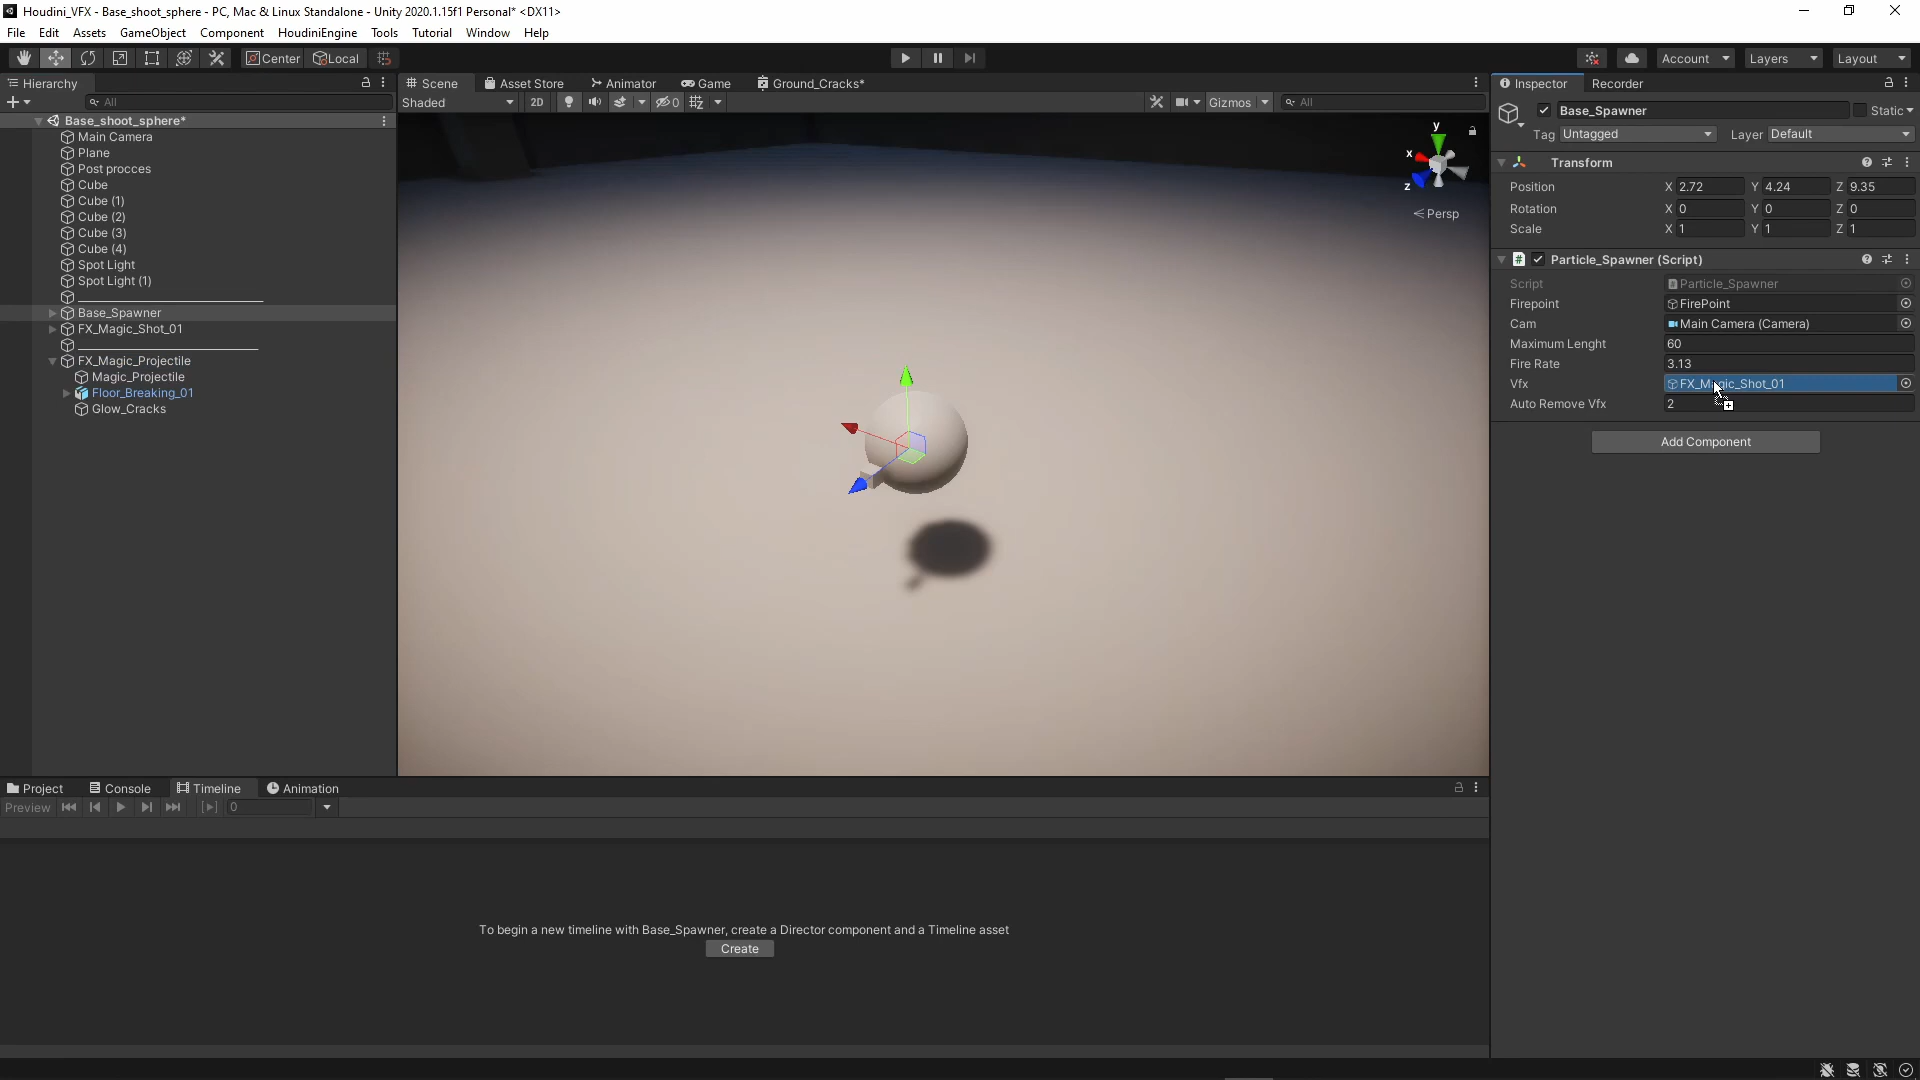 Houdini_VFX - Base_shoot_sphere - PC, Mac & Linux Standalone - Unity 2020.1.15f1 Personal* <DX11>
File Edit Assets GameObject Component HoudiniEngine Tools Tutorial Window Help
Center Local Account Layers Layout
Hierarchy
All
Base_shoot_sphere*
Main Camera
Plane
Post procces
Cube
Cube (1)
Cube (2)
Cube (3)
Cube (4)
Spot Light
Spot Light (1)
__________________________
Base_Spawner
FX_Magic_Shot_01
_________________________
FX_Magic_Projectile
Magic_Projectile
Floor_Breaking_01
Glow_Cracks
Scene Asset Store Animator Game Ground_Cracks*
Shaded 2D 0 Gizmos All
y
x
z
Persp
Inspector Recorder
Base_Spawner Static
Tag Untagged Layer Default
Transform
Position X 2.72 Y 4.24 Z 9.35
Rotation X 0 Y 0 Z 0
Scale X 1 Y 1 Z 1
# Particle_Spawner (Script)
Script Particle_Spawner
Firepoint FirePoint
Cam Main Camera (Camera)
Maximum Lenght 60
Fire Rate 3.13
Vfx FX_Magic_Shot_01
Auto Remove Vfx 2
Add Component
Project Console Timeline Animation
Preview 0
To begin a new timeline with Base_Spawner, create a Director component and a Timeline asset
Create